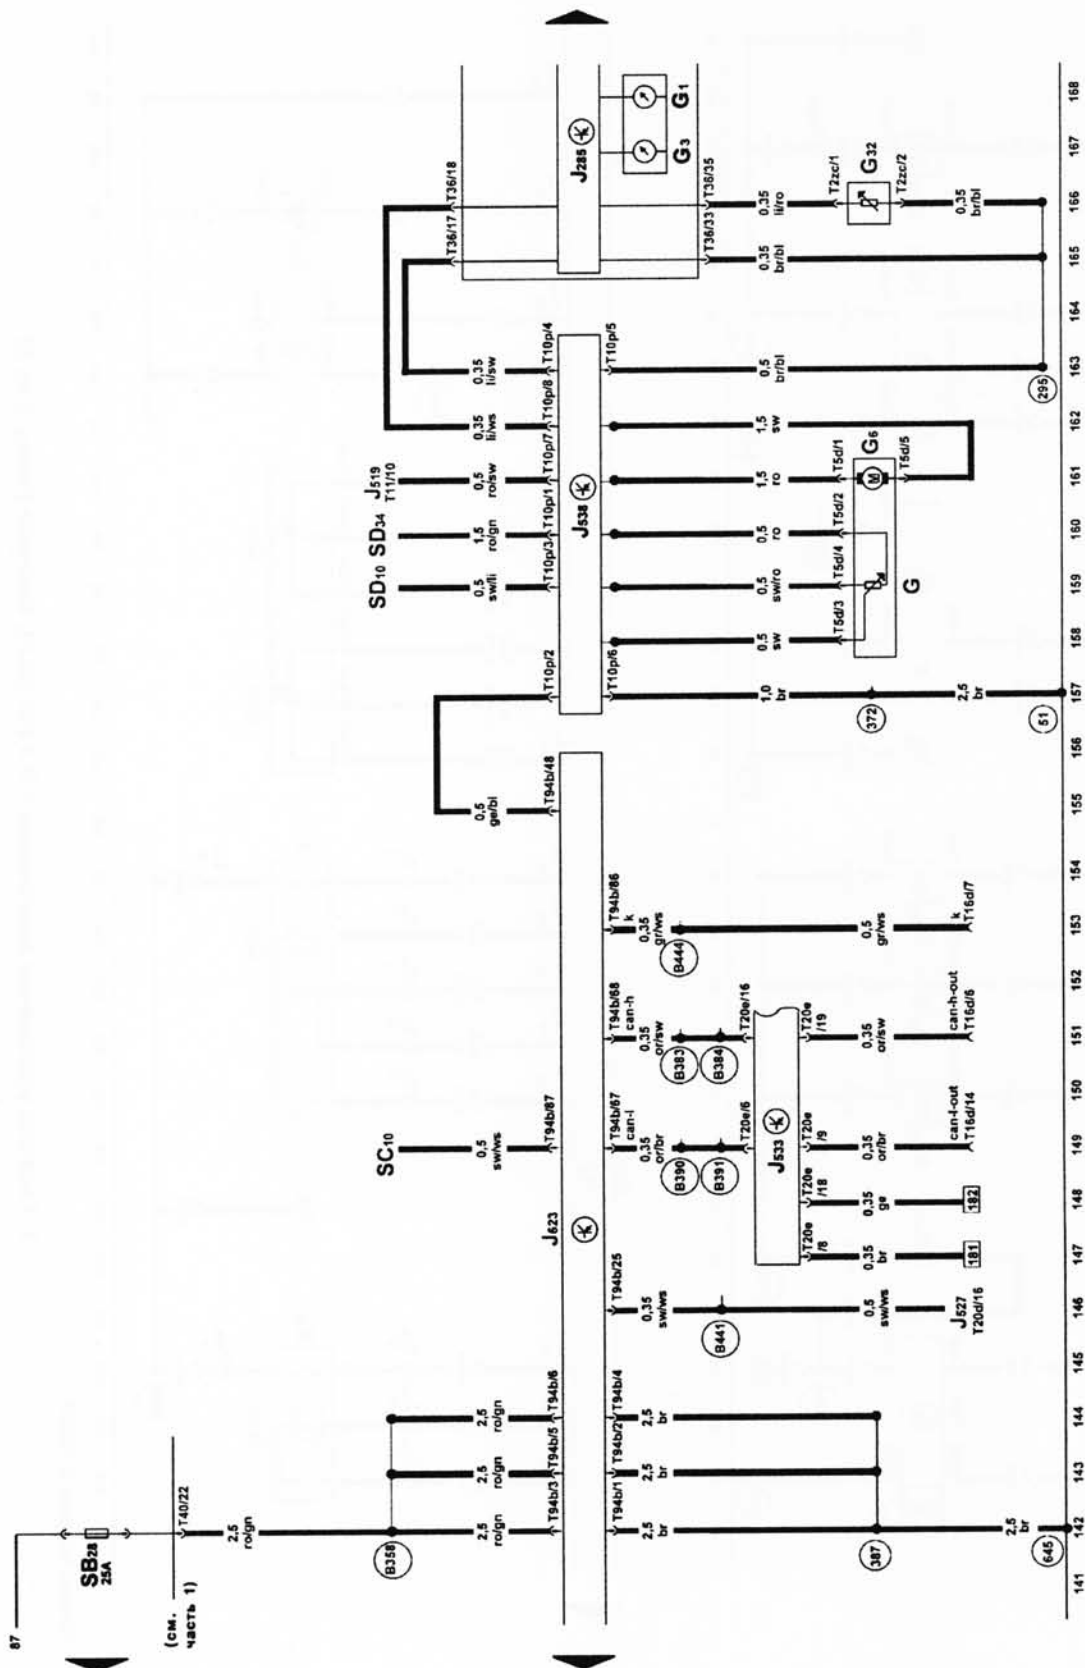 87
SB28
25A
(см.
часть 1)
T40/22
2,5
ro/gn
B358
2,5
ro/gn
2,5
ro/gn
2,5
ro/gn
T94b/3
T94b/5
T94b/6
SC10
0,5
sw/ws
T94b/87
0,5
ge/bl
T94b/48
J623
T94b/1
T94b/2
T94b/4
T94b/25
T94b/67
T94b/68
T94b/86
can-l
can-h
k
2,5
br
2,5
br
2,5
br
387
2,5
br
645
0,35
sw/ws
B441
0,5
sw/ws
J527
T20d/16
0,35
or/br
B390
B391
T20e/6
0,35
or/sw
B383
B384
T20e/16
J533
T20e
/8
T20e
/18
T20e
/9
T20e
/19
0,35
br
181
0,35
ge
182
0,35
or/br
can-l-out
T16d/14
0,35
or/sw
can-h-out
T16d/6
0,35
gr/ws
B444
0,5
gr/ws
k
T16d/7
SD10
SD34
J519
T11/10
0,5
sw/li
1,5
ro/gn
0,5
ro/sw
0,35
li/ws
0,35
li/sw
T10p/2
T10p/3
T10p/1
T10p/7
T10p/8
T10p/4
J538
T10p/6
T10p/5
1,0
br
372
2,5
br
51
0,5
sw
0,5
sw/ro
0,5
ro
1,5
ro
1,5
sw
0,5
br/bl
T5d/3
T5d/4
T5d/2
T5d/1
G
M
G6
T5d/5
295
T36/17
T36/18
J285
G3
G1
T36/33
T36/35
0,35
br/bl
0,35
li/ro
T2zc/1
G32
T2zc/2
0,35
br/bl
141
142
143
144
145
146
147
148
149
150
151
152
153
154
155
156
157
158
159
160
161
162
163
164
165
166
167
168